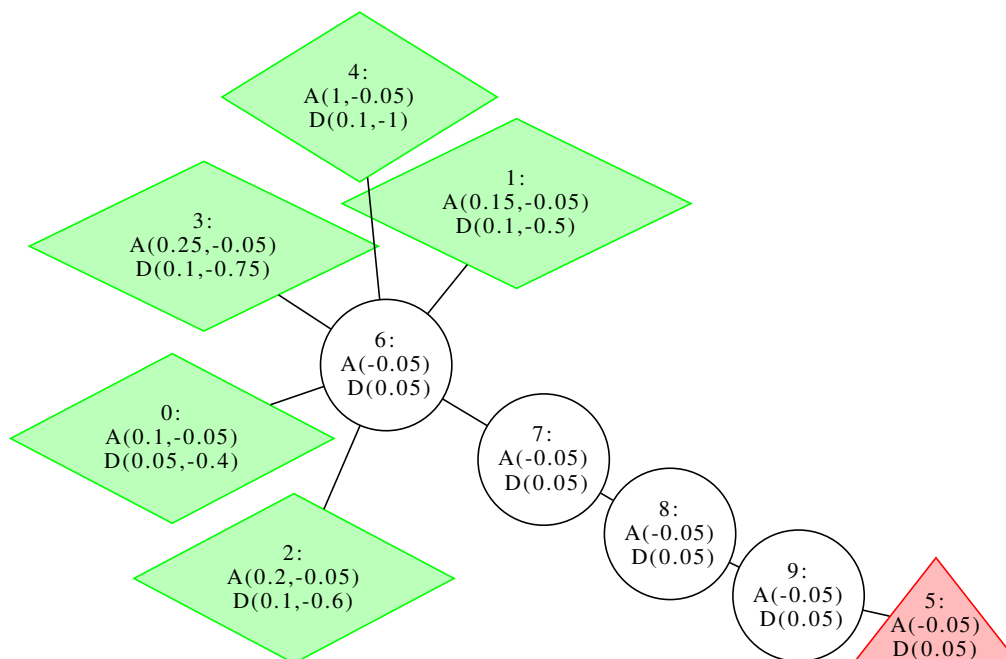 4:
A(1,-0.05)
D(0.1,-1)
1:
A(0.15,-0.05)
D(0.1,-0.5)
3:
A(0.25,-0.05)
D(0.1,-0.75)
6:
A(-0.05)
D(0.05)
0:
A(0.1,-0.05)
D(0.05,-0.4)
7:
A(-0.05)
D(0.05)
8:
A(-0.05)
D(0.05)
2:
A(0.2,-0.05)
D(0.1,-0.6)
9:
A(-0.05)
D(0.05)
5:
A(-0.05)
D(0.05)